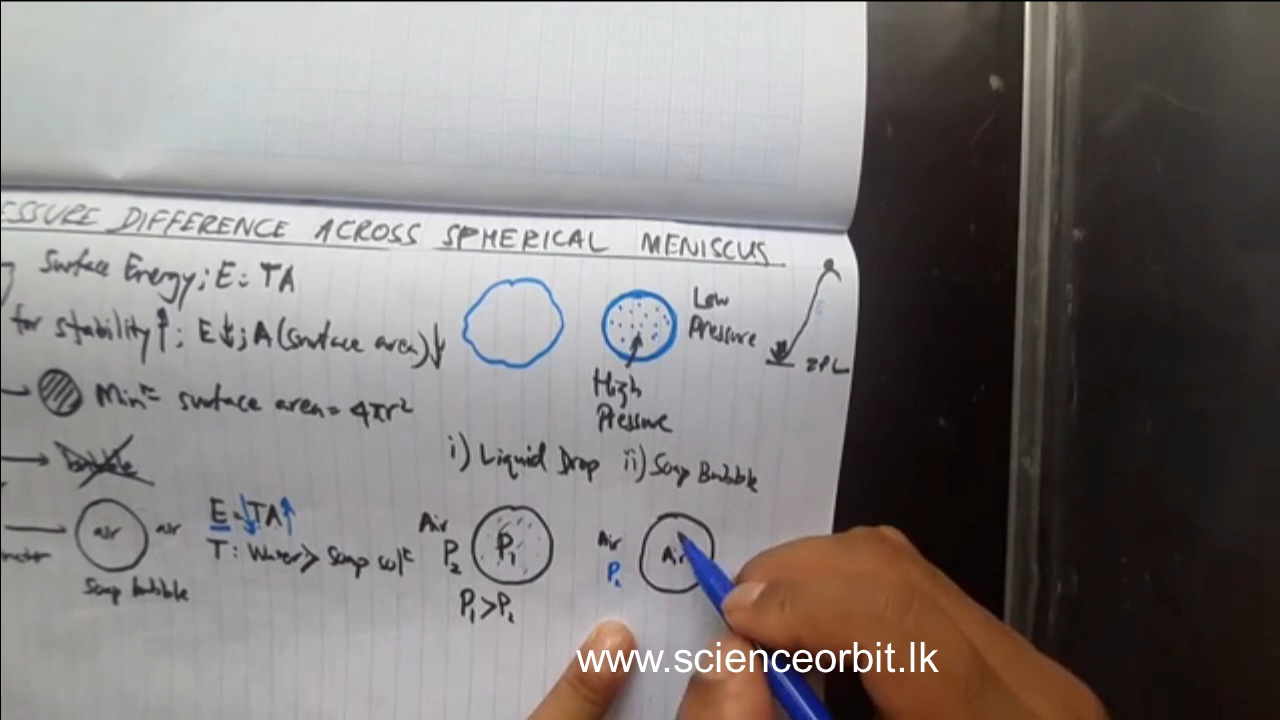 ESSURE DIFFERENCE ACROSS SPHERICAL MENISCUS
Surface Energy; E = TA
for stability↑; E↓; A (surface area)↓
Low
Pressure
ZPL
High
Pressure
Min^m surface area = 4πr²
bubble
i) Liquid Drop ii) Soap Bubble
air air
Soap bubble
E = ↓TA↑
T: Water > Soap sol^n
Air
P₂
P₁
P₁ > P₂
Air
P₂
Air
www.scienceorbit.lk